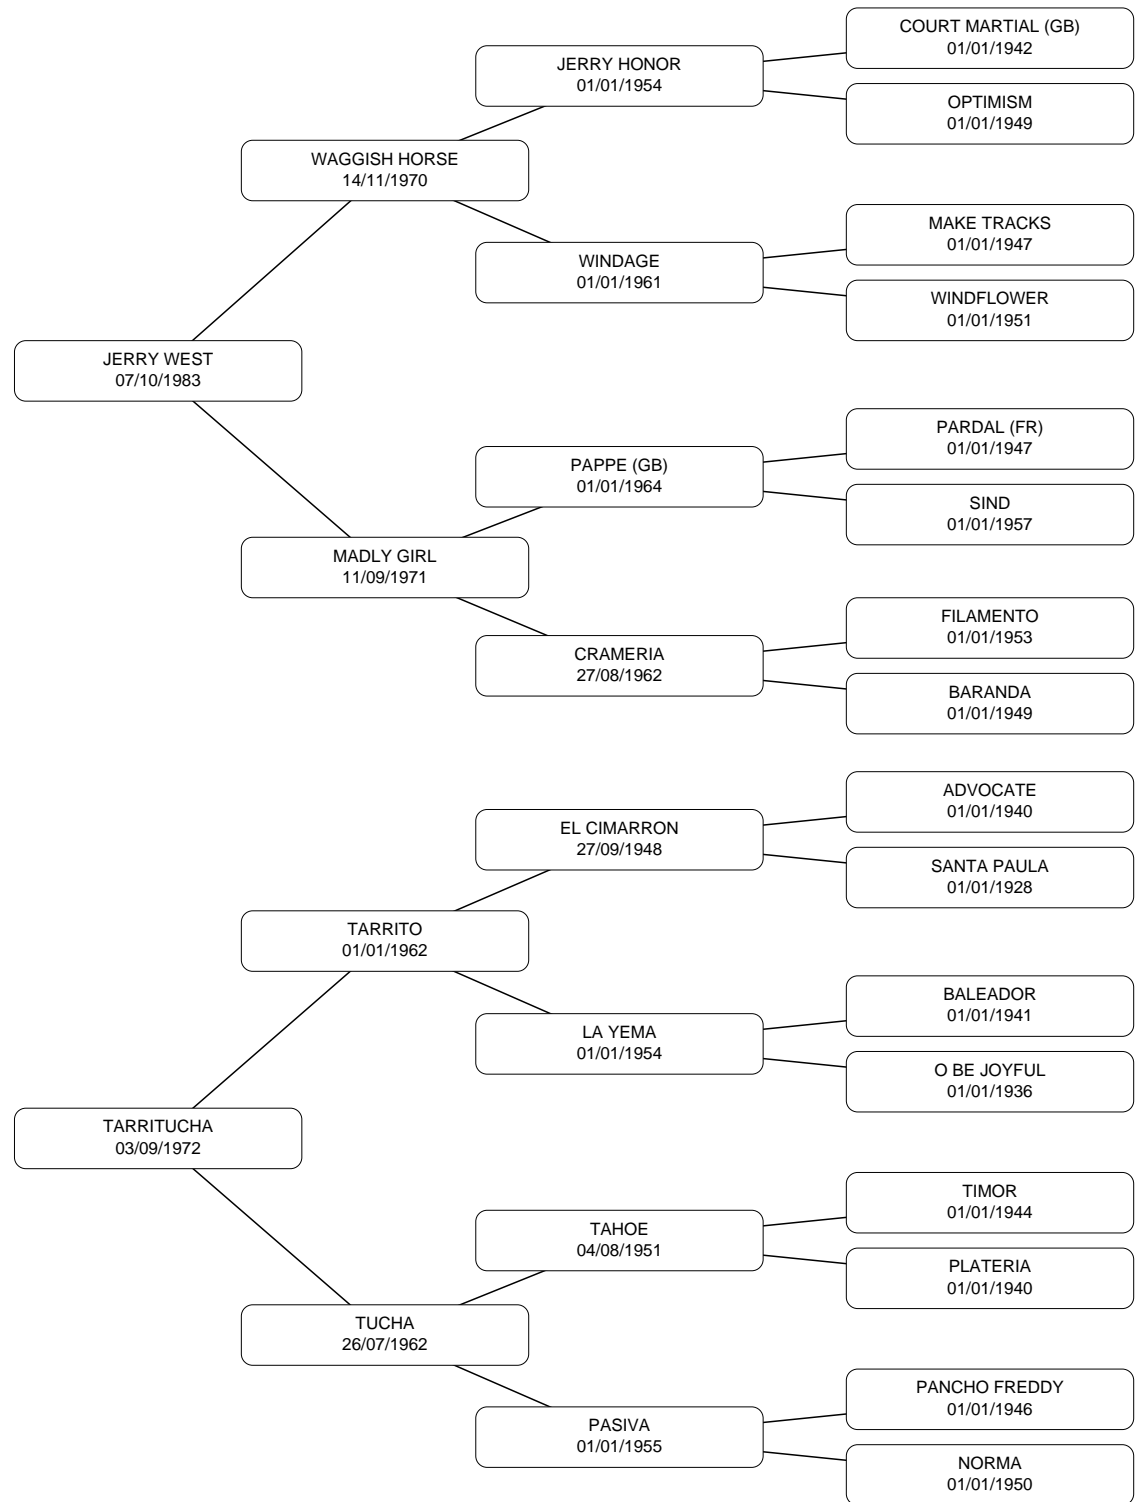 COURT MARTIAL (GB)
01/01/1942
JERRY HONOR
01/01/1954
OPTIMISM
01/01/1949
WAGGISH HORSE
14/11/1970
MAKE TRACKS
01/01/1947
WINDAGE
01/01/1961
WINDFLOWER
01/01/1951
JERRY WEST
07/10/1983
PARDAL (FR)
01/01/1947
PAPPE (GB)
01/01/1964
SIND
01/01/1957
MADLY GIRL
11/09/1971
FILAMENTO
01/01/1953
CRAMERIA
27/08/1962
BARANDA
01/01/1949
ADVOCATE
01/01/1940
EL CIMARRON
27/09/1948
SANTA PAULA
01/01/1928
TARRITO
01/01/1962
BALEADOR
01/01/1941
LA YEMA
01/01/1954
O BE JOYFUL
01/01/1936
TARRITUCHA
03/09/1972
TIMOR
01/01/1944
TAHOE
04/08/1951
PLATERIA
01/01/1940
TUCHA
26/07/1962
PANCHO FREDDY
01/01/1946
PASIVA
01/01/1955
NORMA
01/01/1950